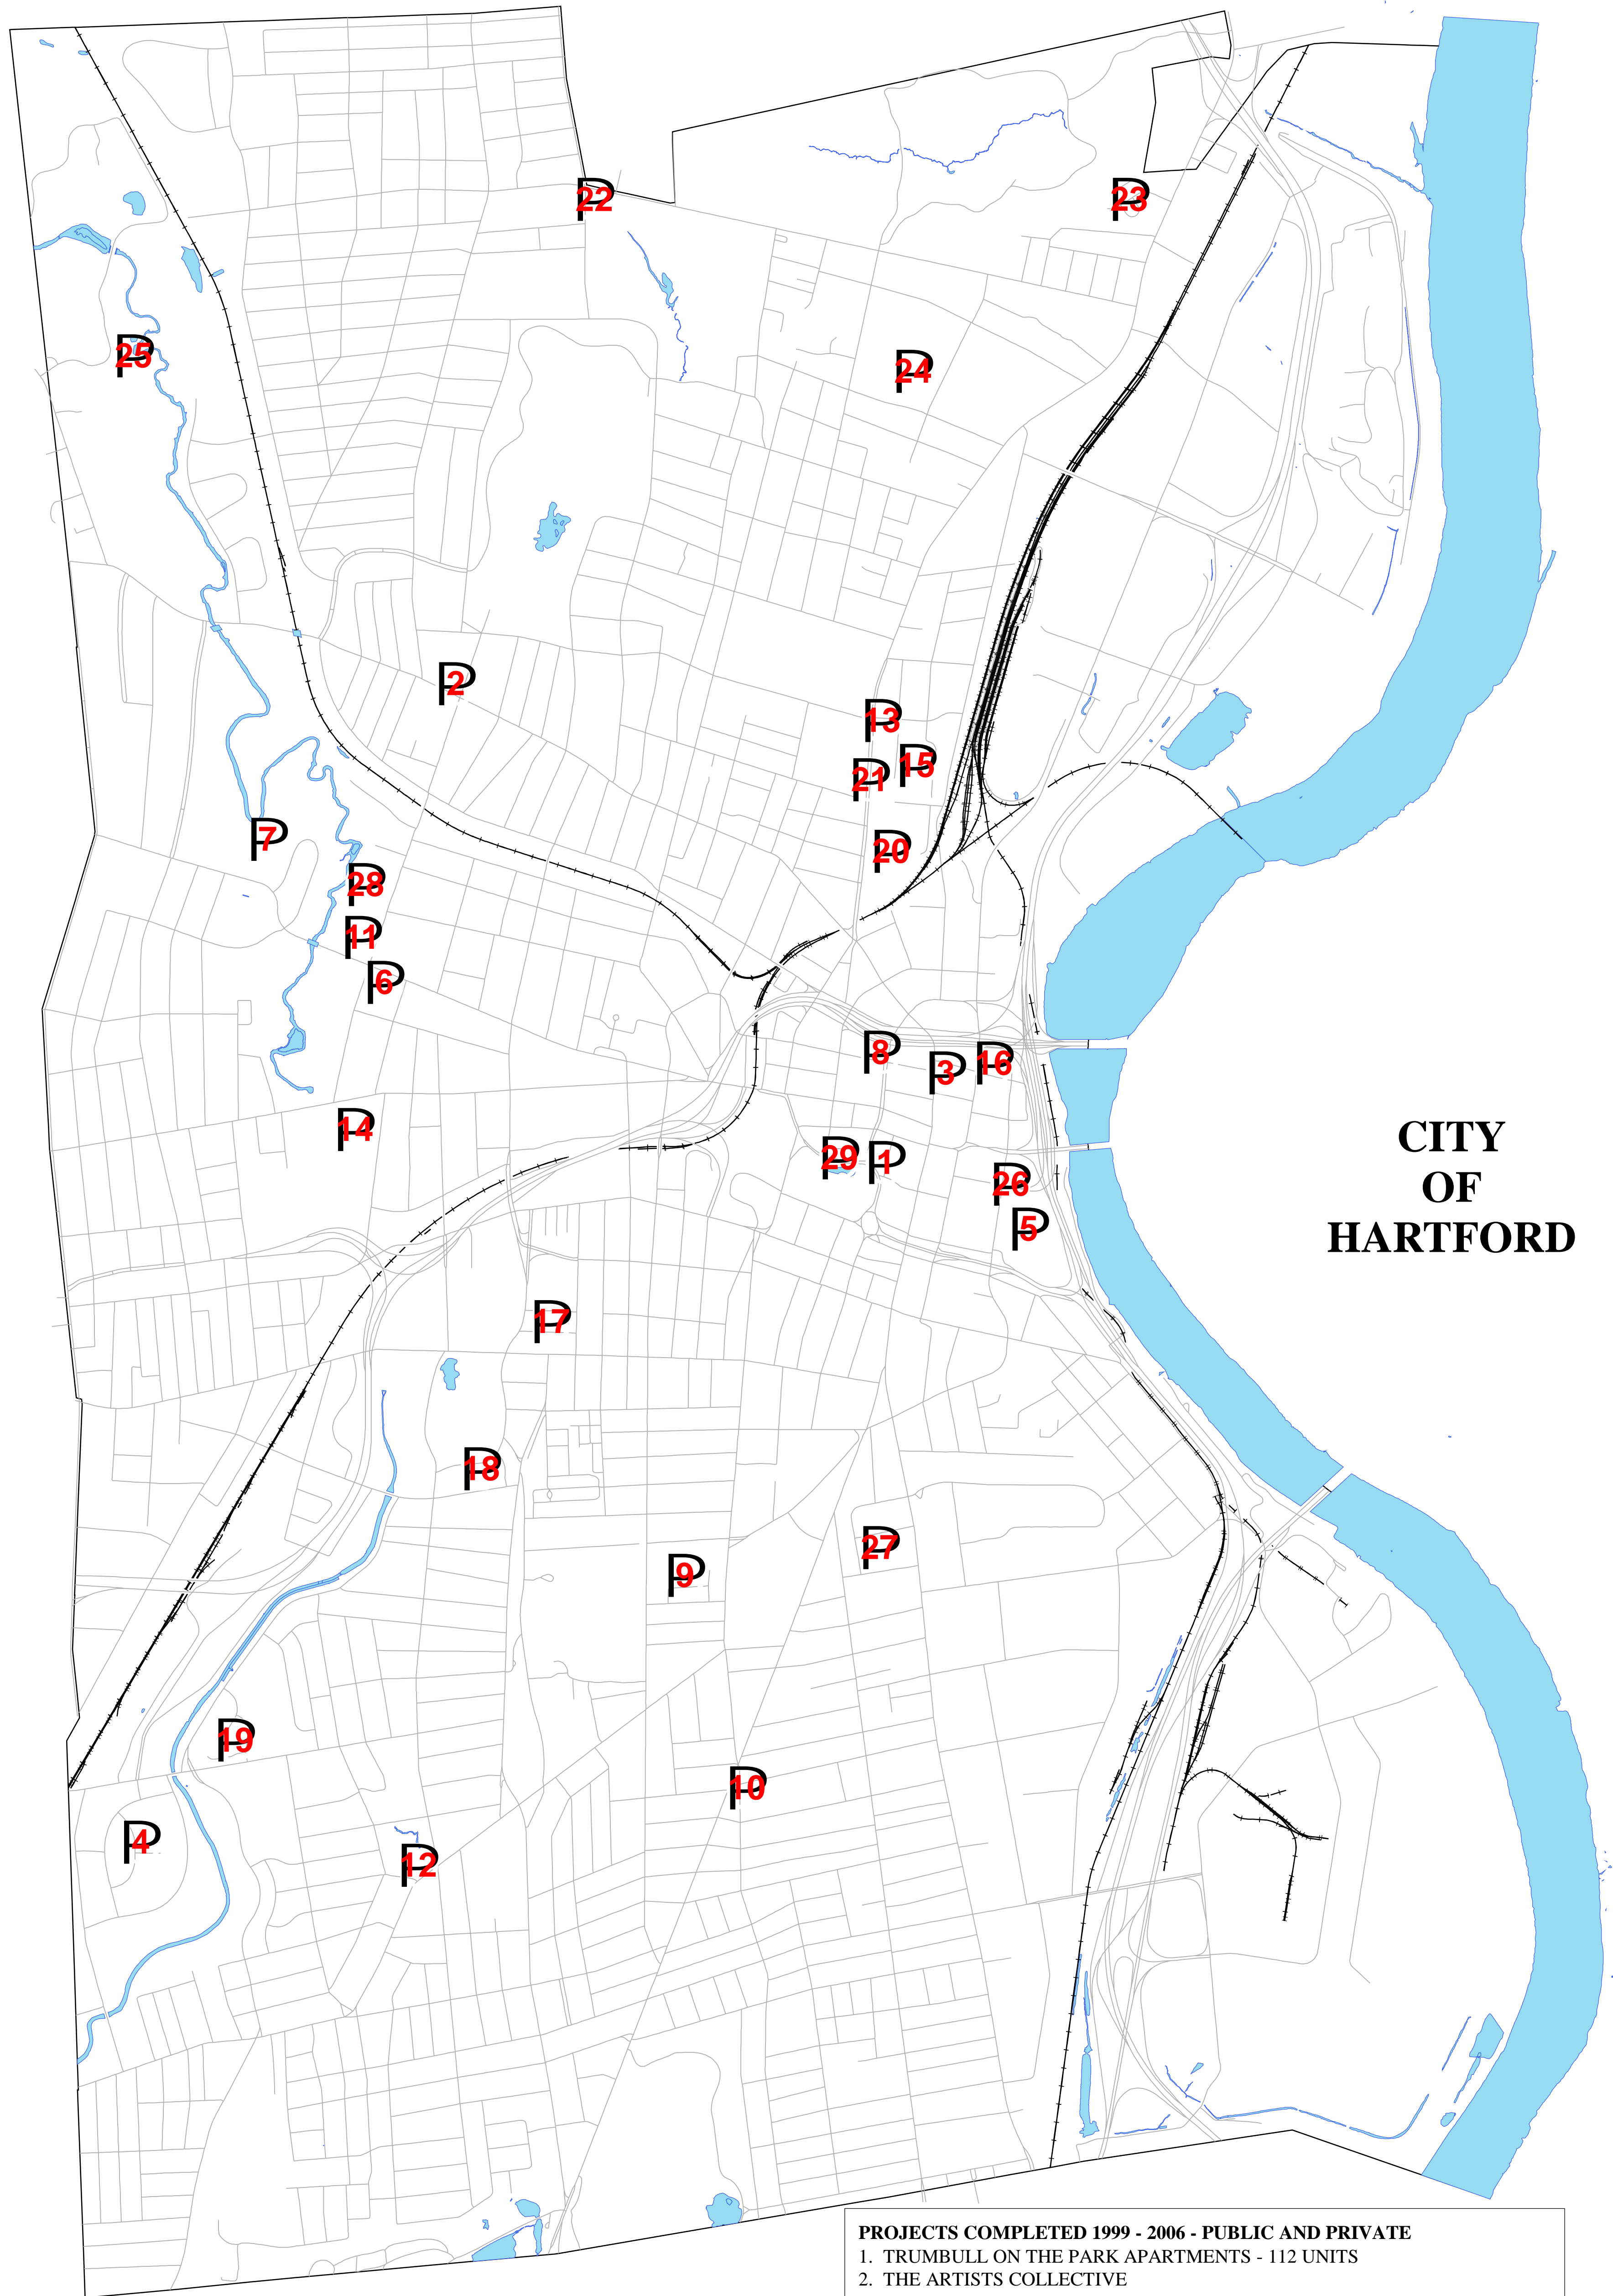 P 22
P 23
P 25
P 24
P 2
P 13
P 15
P 21
P 7
P 20
P 28
P 11
P 6
P 8
P 3
P 16
P 14
P 29
P 1
P 26
P 5
CITY
OF
HARTFORD
P 17
P 18
P 27
P 9
P 19
P 10
P 4
P 12
PROJECTS COMPLETED 1999 - 2006 - PUBLIC AND PRIVATE
1. TRUMBULL ON THE PARK APARTMENTS - 112 UNITS
2. THE ARTISTS COLLECTIVE